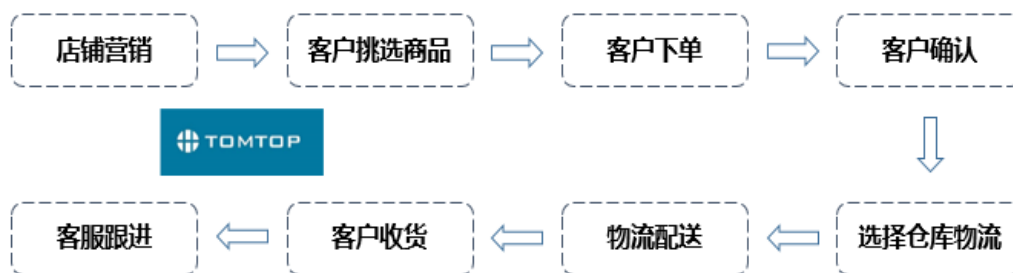 店铺营销
客户挑选商品
客户下单
客户确认
TOMTOP
客服跟进
客户收货
物流配送
选择仓库物流